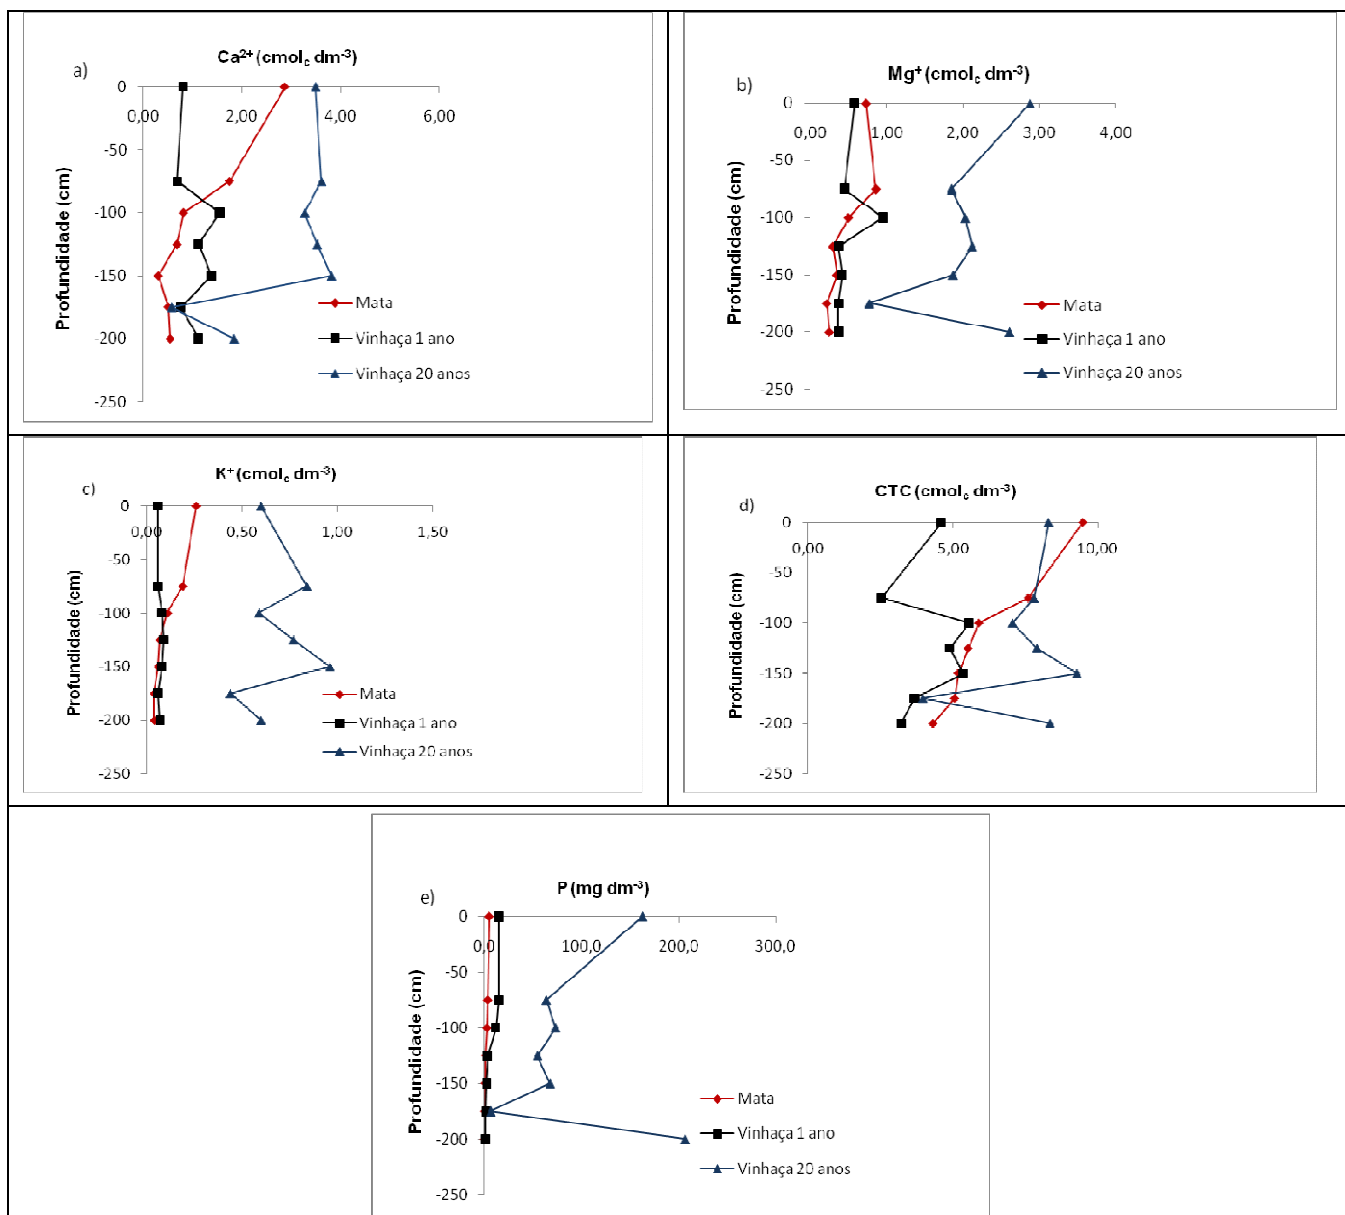 a)
Ca²⁺ (cmol꜀ dm⁻³)
0,00 2,00 4,00 6,00
0
-50
-100
-150
-200
-250
Profundidade (cm)
Mata
Vinhaça 1 ano
Vinhaça 20 anos
b)
Mg⁺ (cmol꜀ dm⁻³)
0,00 1,00 2,00 3,00 4,00
0
-50
-100
-150
-200
-250
Profundidade (cm)
Mata
Vinhaça 1 ano
Vinhaça 20 anos
c)
K⁺ (cmol꜀ dm⁻³)
0,00 0,50 1,00 1,50
0
-50
-100
-150
-200
-250
Profundidade (cm)
Mata
Vinhaça 1 ano
Vinhaça 20 anos
d)
CTC (cmol꜀ dm⁻³)
0,00 5,00 10,00
0
-50
-100
-150
-200
-250
Profundidade (cm)
e)
P (mg dm⁻³)
0,0 100,0 200,0 300,0
0
-50
-100
-150
-200
-250
Profundidade (cm)
Mata
Vinhaça 1 ano
Vinhaça 20 anos